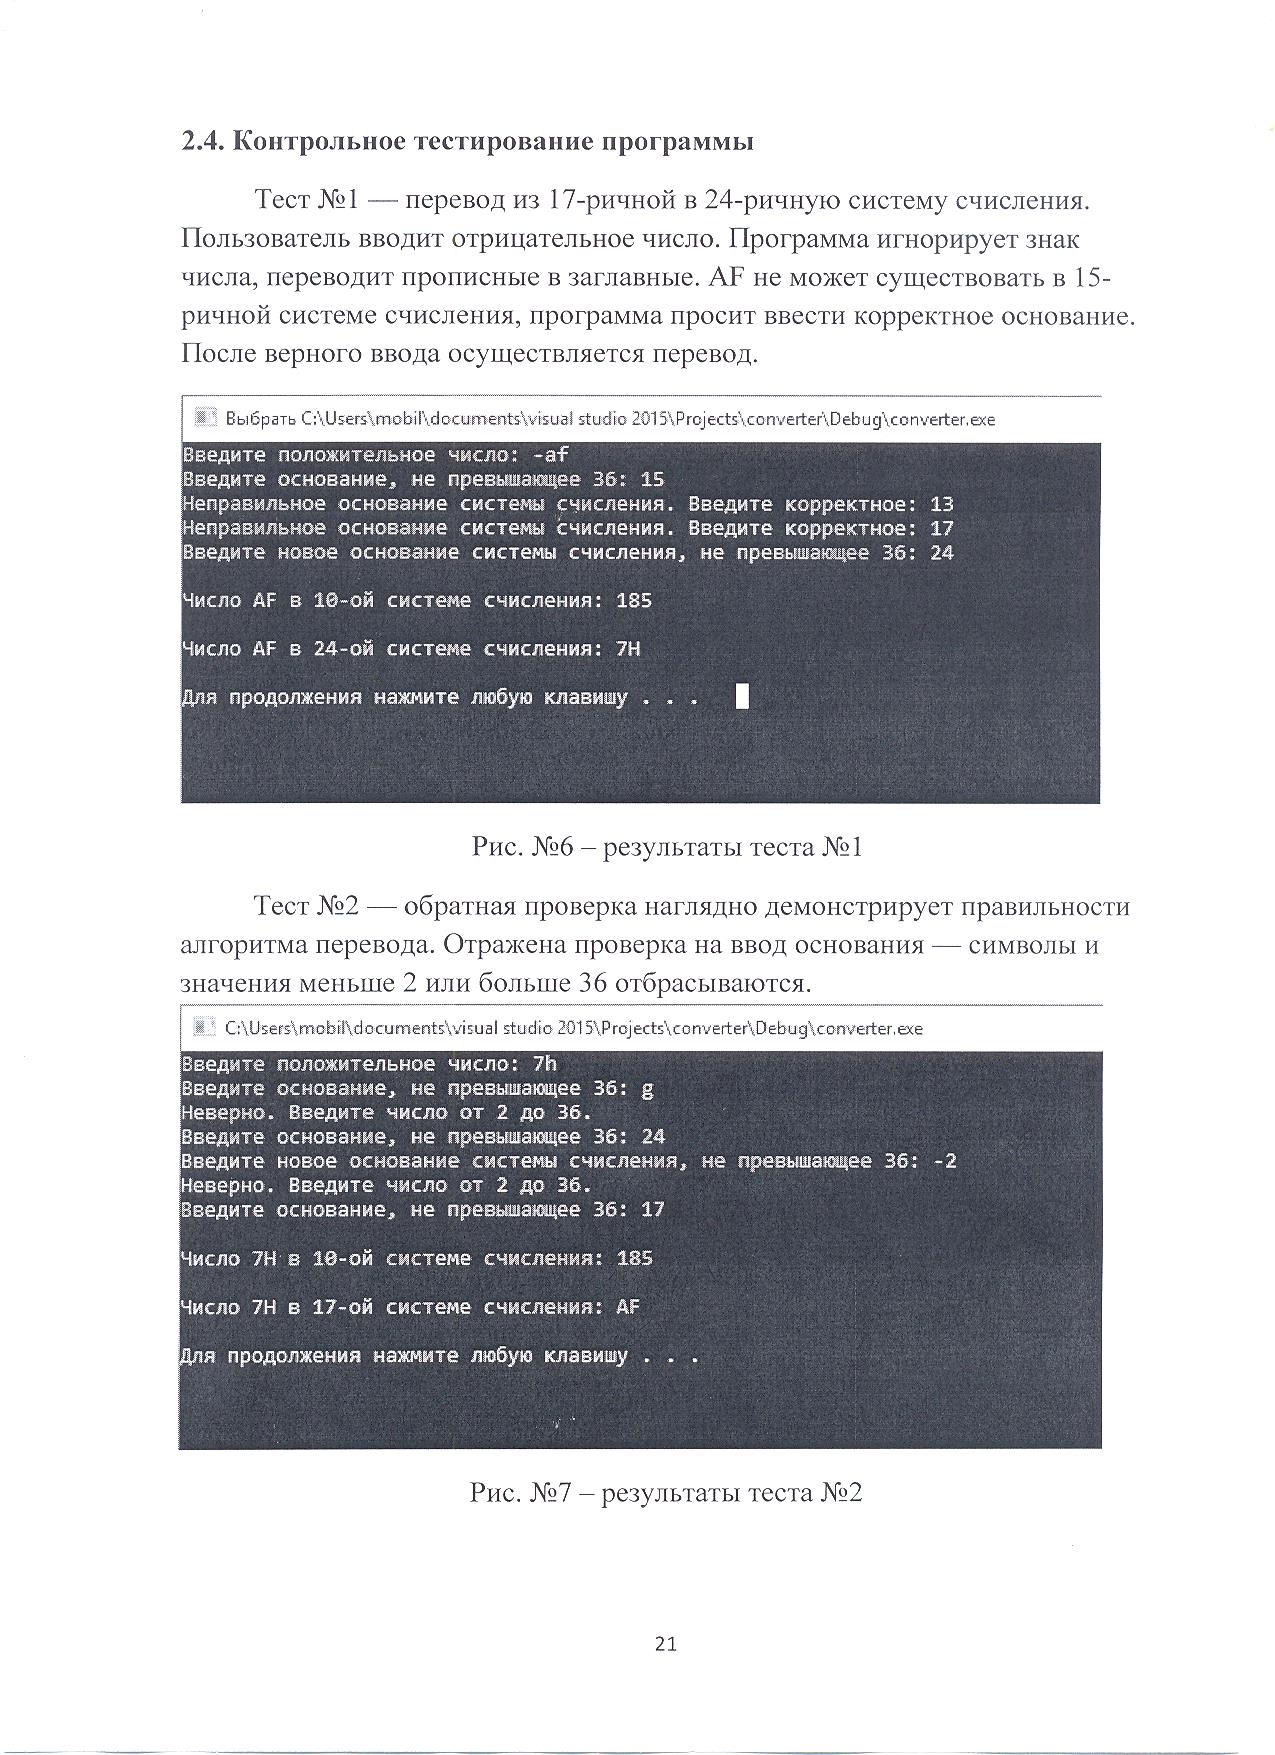 2.4. Контрольное тестирование программы
Тест №1 — перевод из 17-ричной в 24-ричную систему счисления.
Пользователь вводит отрицательное число. Программа игнорирует знак
числа, переводит прописные в заглавные. AF не может существовать в 15-
ричной системе счисления, программа просит ввести корректное основание.
После верного ввода осуществляется перевод.
Выбрать C:\Users\mobil\documents\visual studio 2015\Projects\converter\Debug\converter.exe
Введите положительное число: -af
Введите основание, не превышающее 36: 15
Неправильное основание системы счисления. Введите корректное: 13
Неправильное основание системы счисления. Введите корректное: 17
Введите новое основание системы счисления, не превышающее 36: 24
Число AF в 10-ой системе счисления: 185
Число AF в 24-ой системе счисления: 7H
Для продолжения нажмите любую клавишу . . .
Рис. №6 – результаты теста №1
Тест №2 — обратная проверка наглядно демонстрирует правильности
алгоритма перевода. Отражена проверка на ввод основания — символы и
значения меньше 2 или больше 36 отбрасываются.
C:\Users\mobil\documents\visual studio 2015\Projects\converter\Debug\converter.exe
Введите положительное число: 7h
Введите основание, не превышающее 36: g
Неверно. Введите число от 2 до 36.
Введите основание, не превышающее 36: 24
Введите новое основание системы счисления, не превышающее 36: -2
Неверно. Введите число от 2 до 36.
Введите основание, не превышающее 36: 17
Число 7H в 10-ой системе счисления: 185
Число 7H в 17-ой системе счисления: AF
Для продолжения нажмите любую клавишу . . .
Рис. №7 – результаты теста №2
21